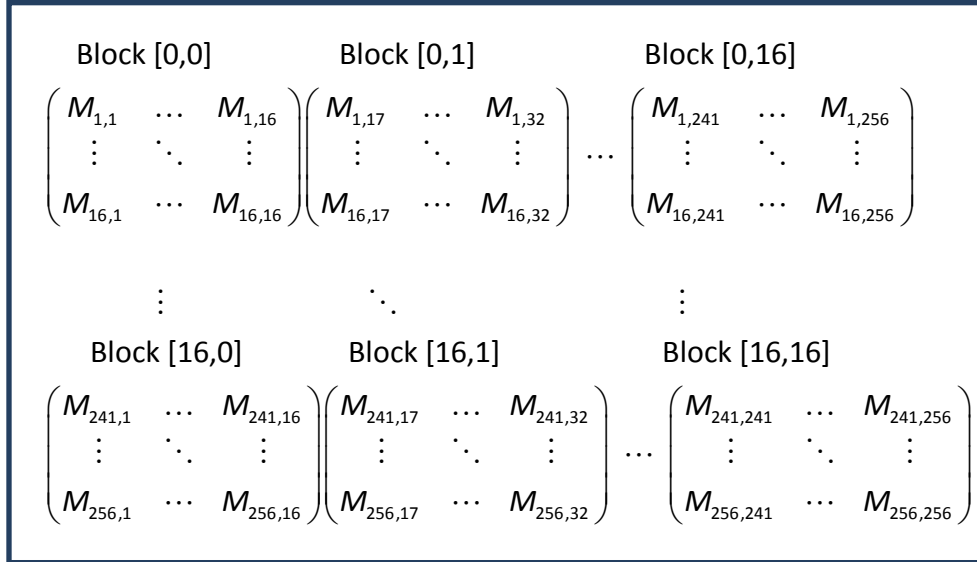 Block [0,0] Block [0,1] Block [0,16]
M1,1 … M1,16 M1,17 … M1,32 M1,241 … M1,256
⋮ ⋱ ⋮ ⋮ ⋱ ⋮ … ⋮ ⋱ ⋮
M16,1 … M16,16 M16,17 … M16,32 M16,241 … M16,256
⋮ ⋱ ⋮
Block [16,0] Block [16,1] Block [16,16]
M241,1 … M241,16 M241,17 … M241,32 M241,241 … M241,256
⋮ ⋱ ⋮ ⋮ ⋱ ⋮ … ⋮ ⋱ ⋮
M256,1 … M256,16 M256,17 … M256,32 M256,241 … M256,256